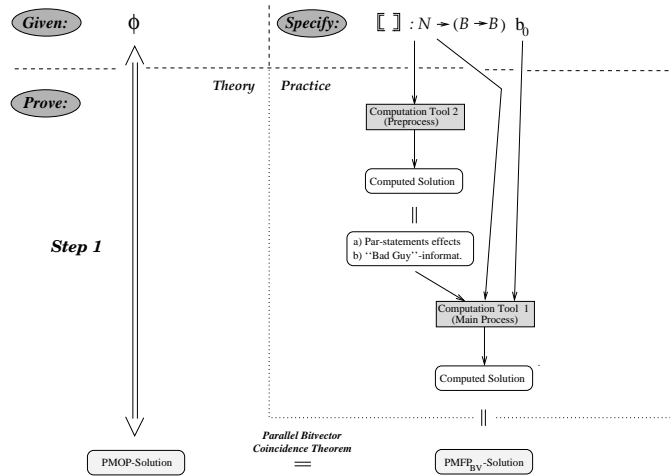 Given: ϕ Specify: ⟦ ⟧ : N → (B → B) b₀
Theory Practice
Prove:
Computation Tool 2
(Preprocess)
Computed Solution
||
a) Par-statements effects
b) ‘‘Bad Guy’’-informat.
Step 1
Computation Tool 1
(Main Process)
Computed Solution
||
Parallel Bitvector
Coincidence Theorem
PMOP-Solution = PMFP_BV-Solution